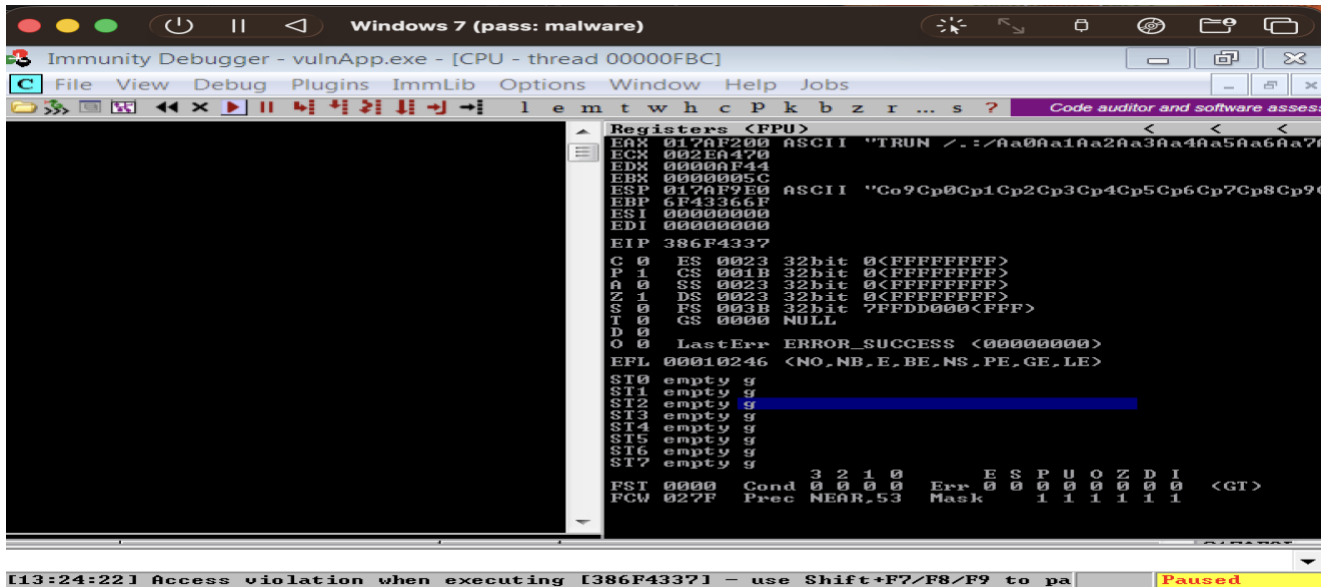 Windows 7 (pass: malware)
Immunity Debugger - vulnApp.exe - [CPU - thread 00000FBC]
C File View Debug Plugins ImmLib Options Window Help Jobs
l e m t w h c P k b z r ... s ? Code auditor and software assess
Registers (FPU) < < <
EAX 017AF200 ASCII "TRUN /.:/Aa0Aa1Aa2Aa3Aa4Aa5Aa6Aa7A
ECX 002EA470
EDX 0000AF44
EBX 0000005C
ESP 017AF9E0 ASCII "Co9Cp0Cp1Cp2Cp3Cp4Cp5Cp6Cp7Cp8Cp9C
EBP 6F43366F
ESI 00000000
EDI 00000000
EIP 386F4337
C 0 ES 0023 32bit 0(FFFFFFFF)
P 1 CS 001B 32bit 0(FFFFFFFF)
A 0 SS 0023 32bit 0(FFFFFFFF)
Z 1 DS 0023 32bit 0(FFFFFFFF)
S 0 FS 003B 32bit 7FFDD000(FFF)
T 0 GS 0000 NULL
D 0
O 0 LastErr ERROR_SUCCESS (00000000)
EFL 00010246 (NO,NB,E,BE,NS,PE,GE,LE)
ST0 empty g
ST1 empty g
ST2 empty g
ST3 empty g
ST4 empty g
ST5 empty g
ST6 empty g
ST7 empty g
3 2 1 0 E S P U O Z D I
FST 0000 Cond 0 0 0 0 Err 0 0 0 0 0 0 0 0 (GT)
FCW 027F Prec NEAR,53 Mask 1 1 1 1 1 1
[13:24:22] Access violation when executing [386F4337] - use Shift+F7/F8/F9 to pa Paused